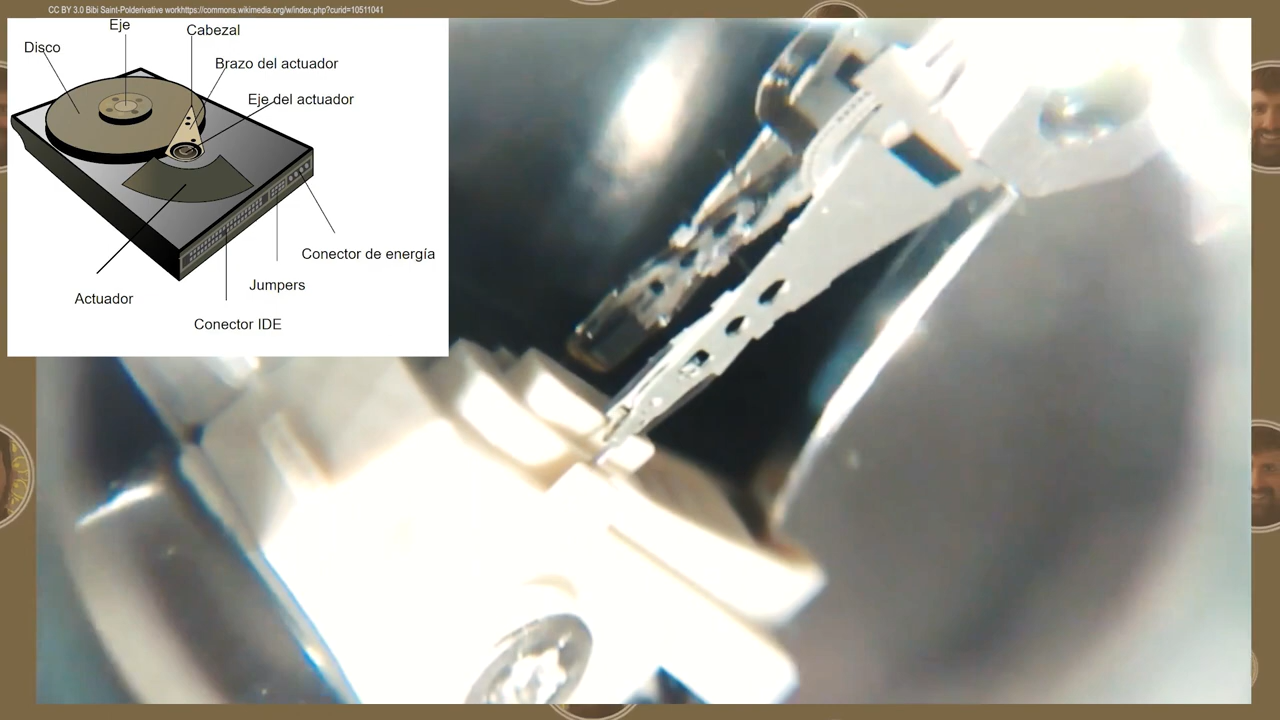 CC BY 3.0 Bibi Saint-Polderivative workhttps://commons.wikimedia.org/w/index.php?curid=10511041
Eje
Cabezal
Disco
Brazo del actuador
Eje del actuador
Conector de energía
Jumpers
Actuador
Conector IDE